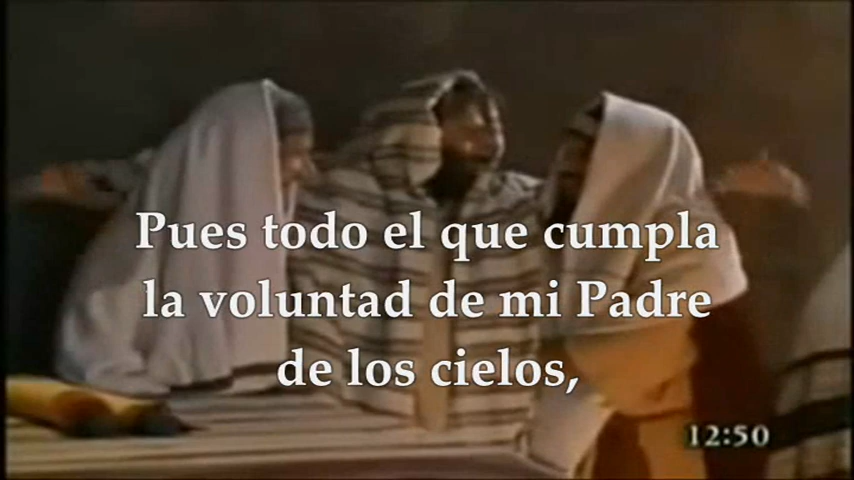 Pues todo el que cumpla
la voluntad de mi Padre
de los cielos,
12:50